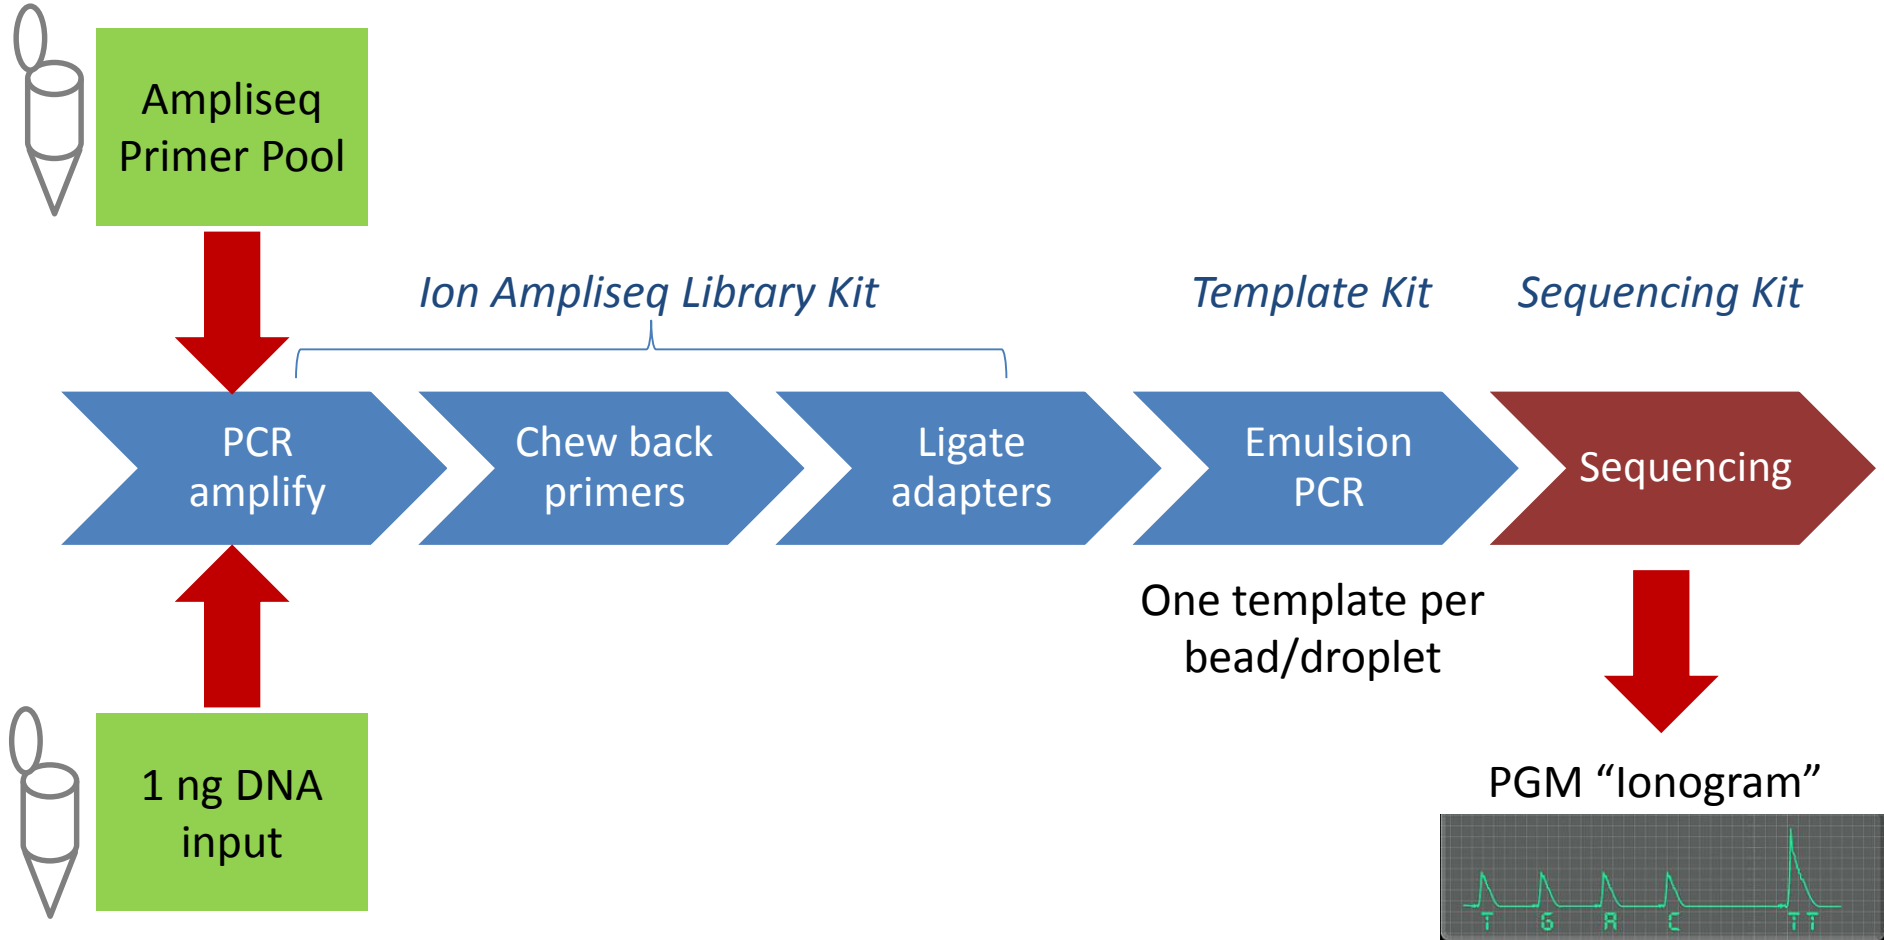 Ampliseq
Primer Pool
Ion Ampliseq Library Kit
Template Kit
Sequencing Kit
PCR
amplify
Chew back
primers
Ligate
adapters
Emulsion
PCR
Sequencing
One template per
bead/droplet
1 ng DNA
input
PGM “Ionogram”
T G A C TT